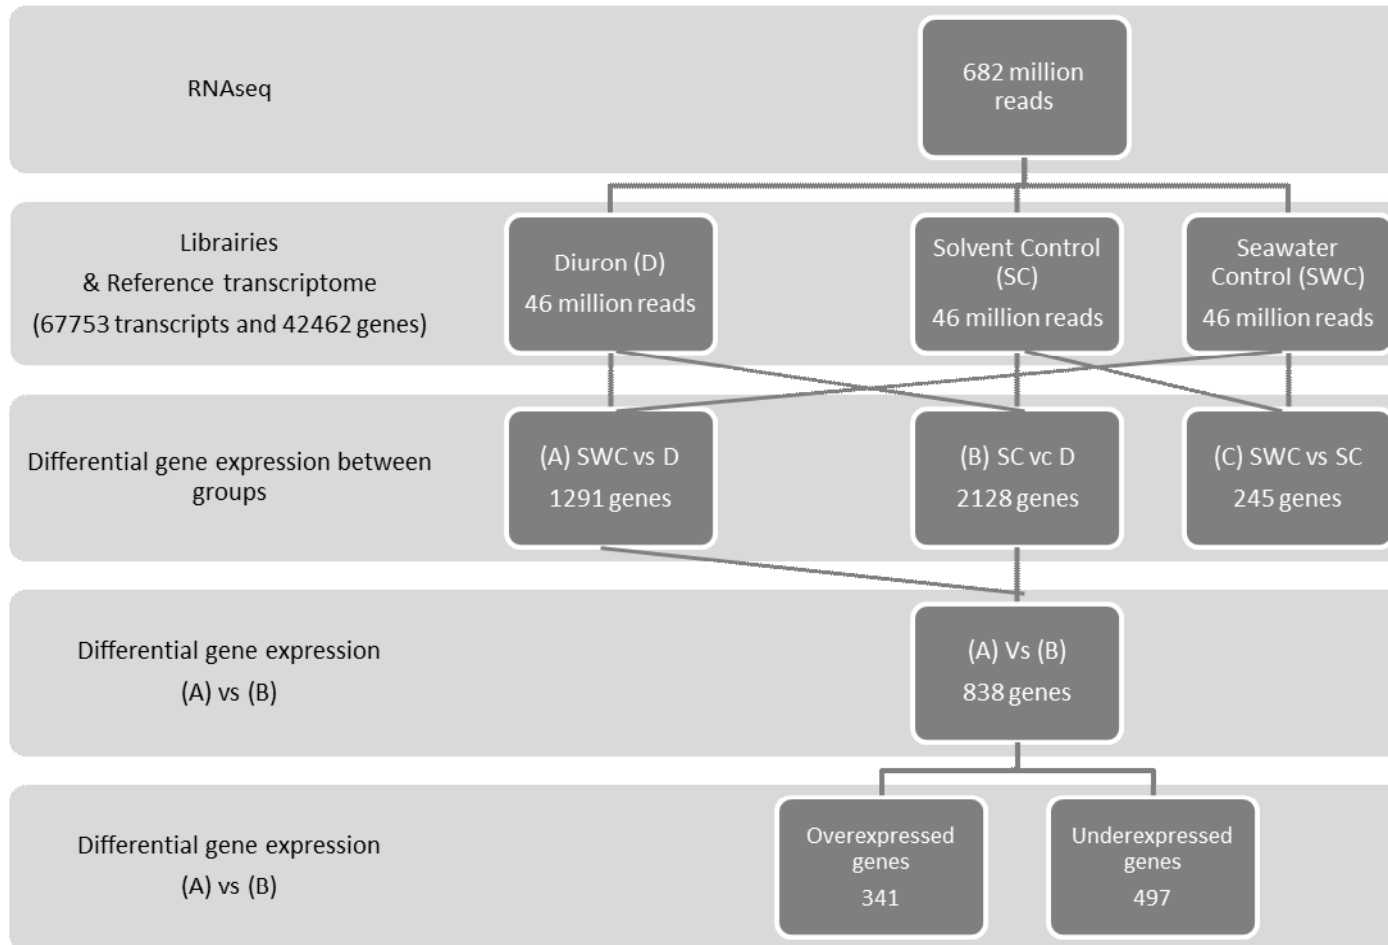 RNAseq
682 million
reads
Librairies
& Reference transcriptome
(67753 transcripts and 42462 genes)
Diuron (D)
46 million reads
Solvent Control
(SC)
46 million reads
Seawater
Control (SWC)
46 million reads
Differential gene expression between
groups
(A) SWC vs D
1291 genes
(B) SC vc D
2128 genes
(C) SWC vs SC
245 genes
Differential gene expression
(A) vs (B)
(A) Vs (B)
838 genes
Differential gene expression
(A) vs (B)
Overexpressed
genes
341
Underexpressed
genes
497